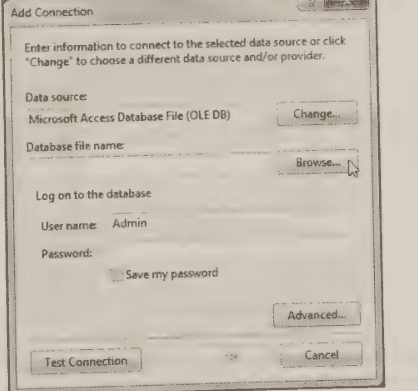 Add Connection
Enter information to connect to the selected data source or click
"Change" to choose a different data source and/or provider.
Data source:
Microsoft Access Database File (OLE DB)
Change...
Database file name:
Browse...
Log on to the database
User name: Admin
Password:
Save my password
Advanced...
Test Connection
Cancel